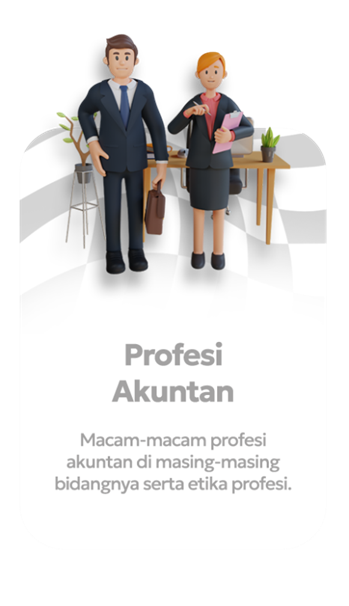 Profesi
Akuntan
Macam-macam profesi
akuntan di masing-masing
bidangnya serta etika profesi.